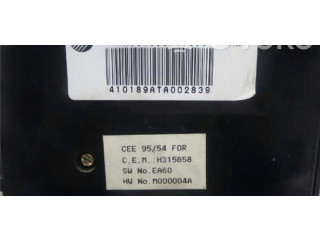 410189ATA002839
CEE 95/54 FOR
C.E.M.:H315658
SW No.EA60
HW No.M000004A